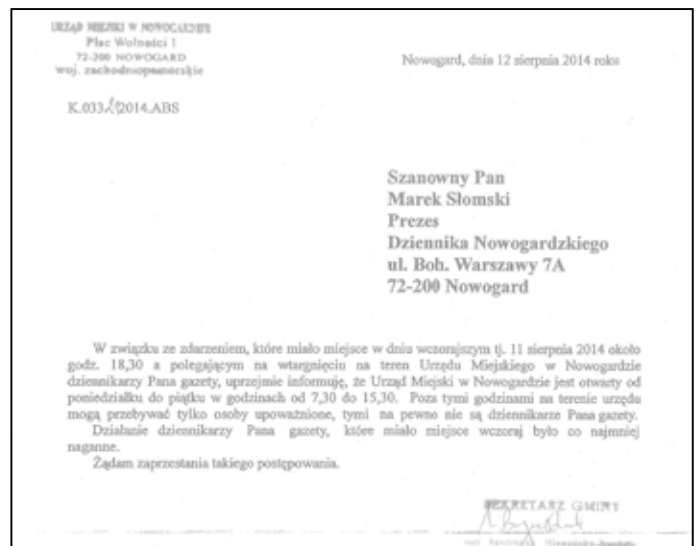 URZĄD MIEJSKI W NOWOGARDZIE
Plac Wolności 1
72-200 NOWOGARD
woj. zachodniopomorskie
Nowogard, dnia 12 sierpnia 2014 roku
K.033 2014.ABS
Szanowny Pan
Marek Słomski
Prezes
Dziennika Nowogardzkiego
ul. Boh. Warszawy 7A
72-200 Nowogard
W związku ze zdarzeniem, które miało miejsce w dniu wczorajszym tj. 11 sierpnia 2014 około
godz. 18,30 a polegającym na wtargnięciu na teren Urzędu Miejskiego w Nowogardzie
dziennikarzy Pana gazety, uprzejmie informuję, że Urząd Miejski w Nowogardzie jest otwarty od
poniedziałku do piątku w godzinach od 7,30 do 15,30. Poza tymi godzinami na terenie urzędu
mogą przebywać tylko osoby upoważnione, tymi na pewno nie są dziennikarze Pana gazety.
Działanie dziennikarzy Pana gazety, które miało miejsce wczoraj było co najmniej
naganne.
Żądam zaprzestania takiego postępowania.
SEKRETARZ GMINY